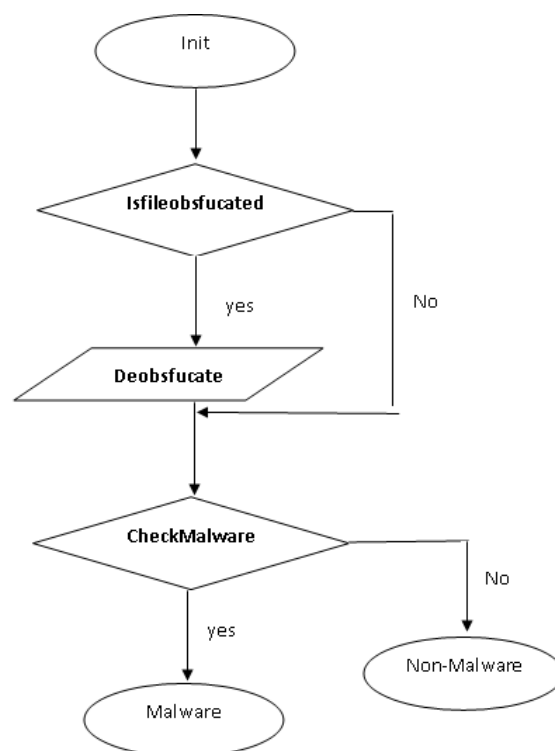 Init
Isfileobsfucated
yes
No
Deobsfucate
CheckMalware
No
yes
Non-Malware
Malware